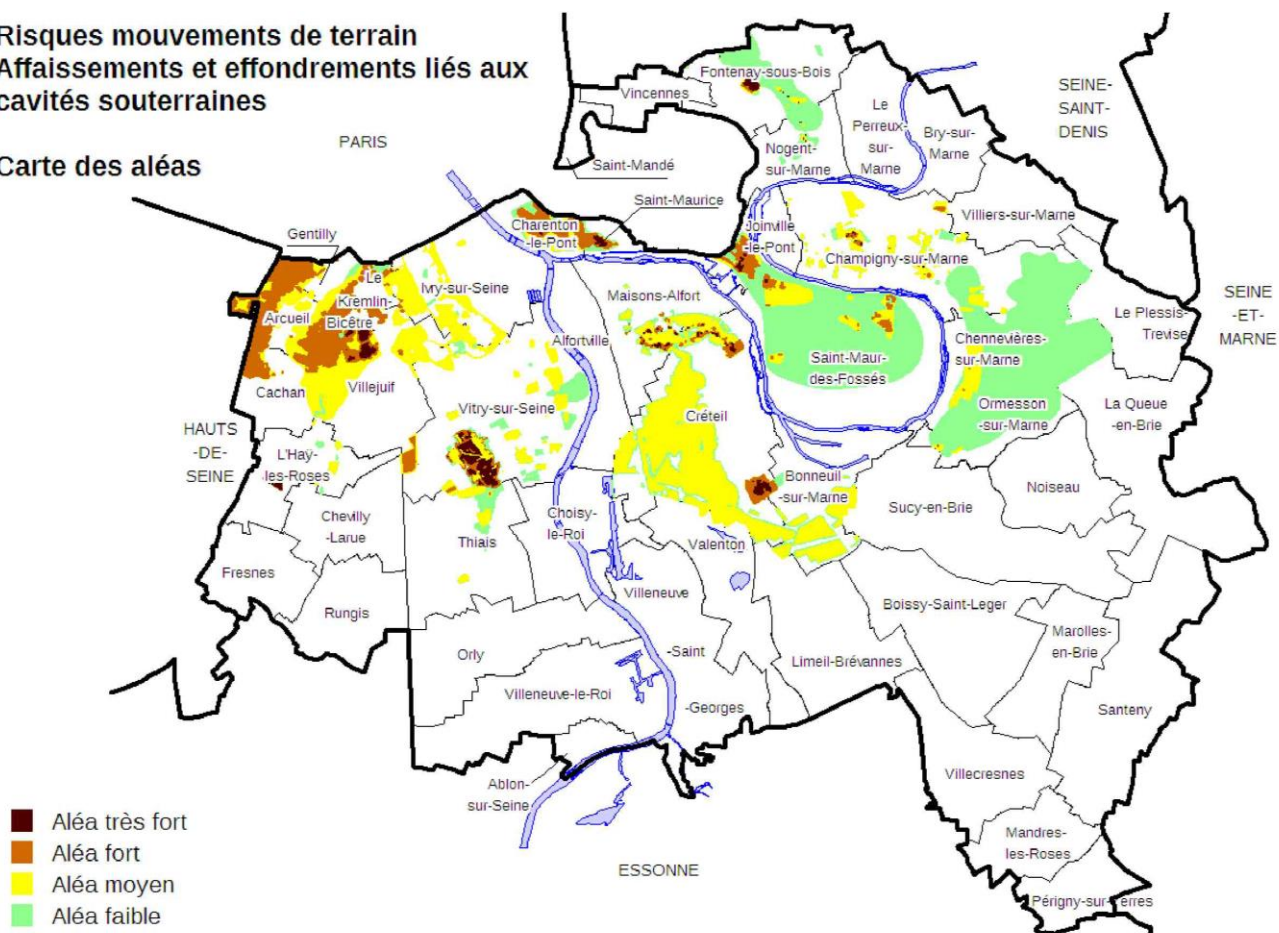 Risques mouvements de terrain
Affaissements et effondrements liés aux
cavités souterraines
Carte des aléas
PARIS
SEINE-
SAINT-
DENIS
SEINE
-ET-
MARNE
HAUTS
-DE-
SEINE
ESSONNE
Fontenay-sous-Bois
Vincennes
Le
Perreux-
sur-
Marne
Bry-sur-
Marne
Saint-Mandé
Nogent-
sur-Marne
Saint-Maurice
Charenton
-le-Pont
Joinville
-le-Pont
Villiers-sur-Marne
Champigny-sur-Marne
Gentilly
Le
Kremlin-
Bicêtre
Ivry-sur-Seine
Arcueil
Maisons-Alfort
Le Plessis-
Trevise
Alfortville
Chennevières-
sur-Marne
Saint-Maur-
des-Fossés
Cachan
Villejuif
Vitry-sur-Seine
Créteil
Ormesson
-sur-Marne
La Queue
-en-Brie
L'Haÿ-
les-Roses
Bonneuil
-sur-Marne
Noiseau
Sucy-en-Brie
Chevilly
-Larue
Thiais
Choisy-
le-Roi
Valenton
Fresnes
Rungis
Villeneuve
-Saint
-Georges
Boissy-Saint-Leger
Marolles-
en-Brie
Orly
Limeil-Brévannes
Villeneuve-le-Roi
Santeny
Ablon-
sur-Seine
Villecresnes
Mandres-
les-Roses
Périgny-sur-Yerres
Aléa très fort
Aléa fort
Aléa moyen
Aléa faible